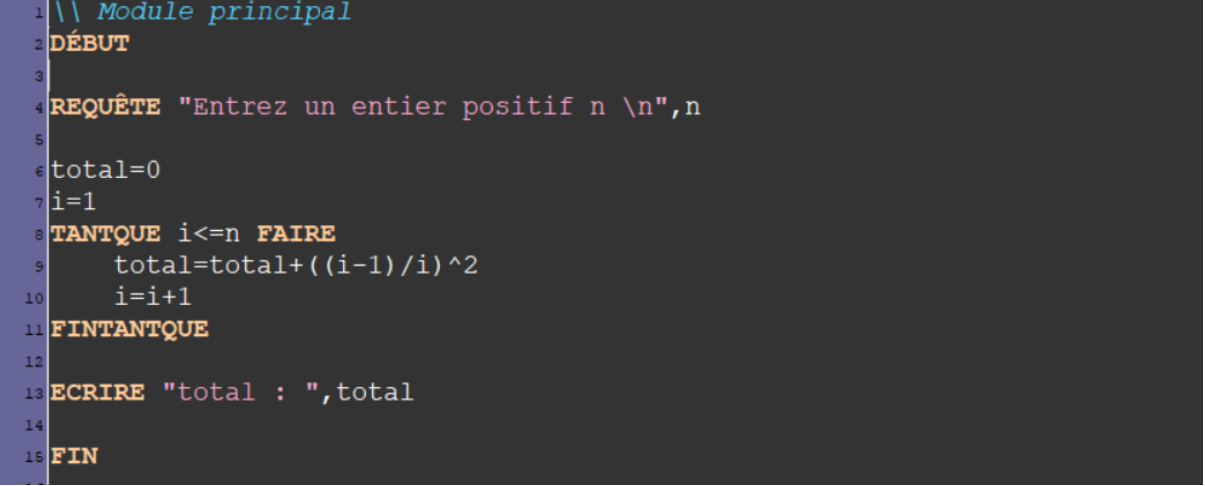 1 \\ Module principal
2 DÉBUT
3
4 REQUÊTE "Entrez un entier positif n \n",n
5
6 total=0
7 i=1
8 TANTQUE i<=n FAIRE
9 total=total+((i-1)/i)^2
10 i=i+1
11 FINTANTQUE
12
13 ECRIRE "total : ",total
14
15 FIN